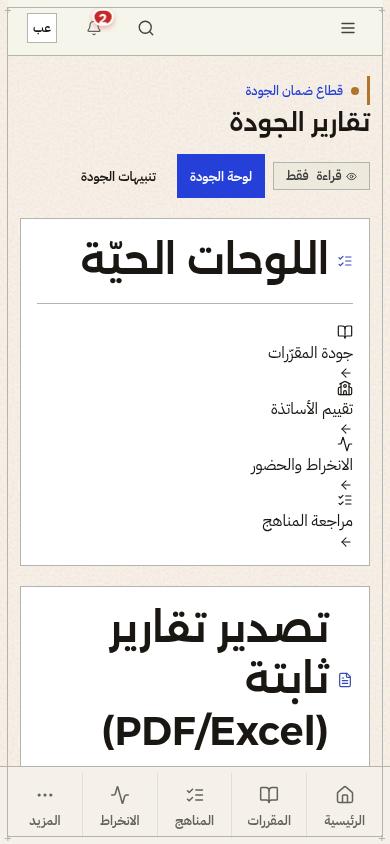 2
عب
قطاع ضمان الجودة
تقارير الجودة
قراءة فقط
لوحة الجودة
تنبيهات الجودة
اللوحات الحيّة
جودة المقرّرات
تقييم الأساتذة
الانخراط والحضور
مراجعة المناهج
تصدير تقارير
ثابتة
(PDF/Excel)
الرئيسية
المقررات
المناهج
الانخراط
المزيد